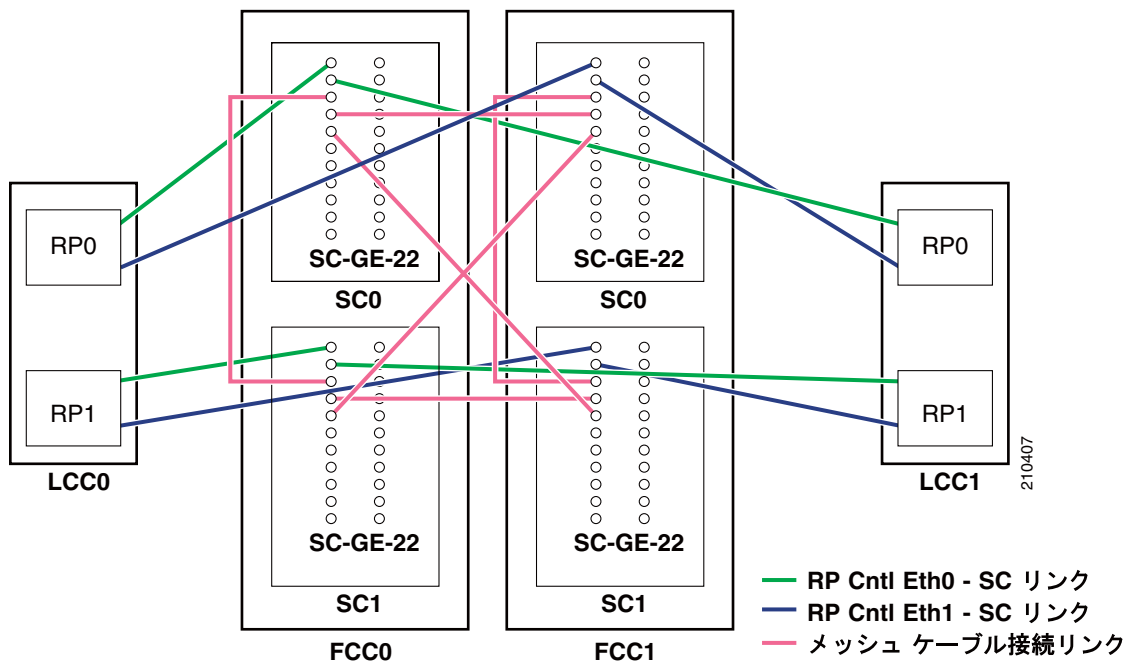 SC-GE-22
SC-GE-22
SC0
SC0
RP0
RP0
RP1
RP1
LCC0
LCC1
210407
SC-GE-22
SC-GE-22
SC1
SC1
FCC0
FCC1
RP Cntl Eth0 - SC リンク
RP Cntl Eth1 - SC リンク
メッシュ ケーブル接続リンク